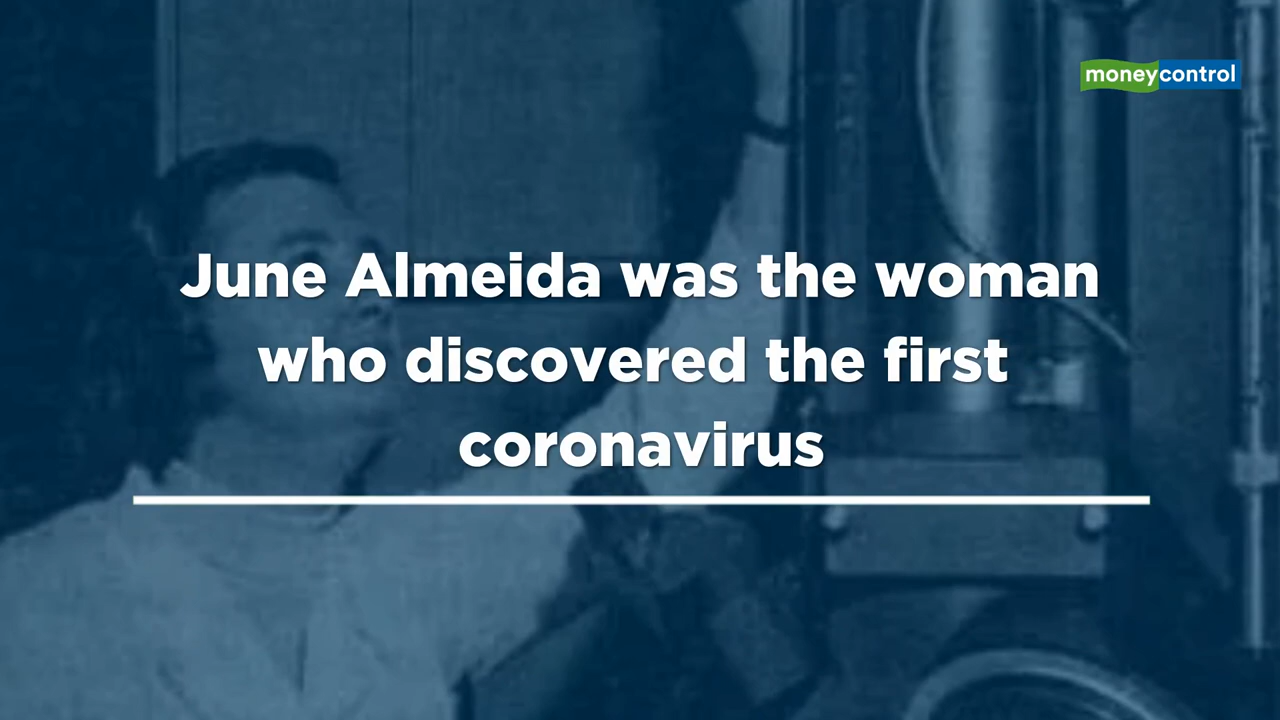 moneycontrol
June Almeida was the woman
who discovered the first
coronavirus